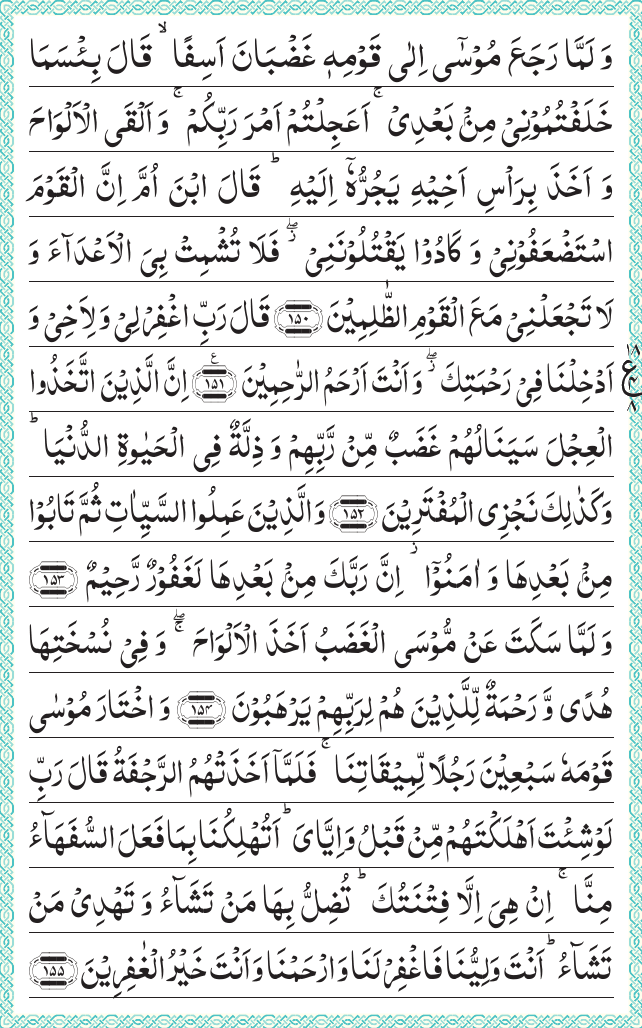 وَ لَمَّا رَجَعَ مُوْسٰۤى اِلٰى قَوْمِهٖ غَضْبَانَ اَسِفًا ۙ قَالَ بِئْسَمَا
خَلَفْتُمُوْنِیْ مِنْۢ بَعْدِیْ ۚ اَعَجِلْتُمْ اَمْرَ رَبِّكُمْ ۚ وَ اَلْقَى الْاَلْوَاحَ
وَ اَخَذَ بِرَاْسِ اَخِیْهِ یَجُرُّهٗۤ اِلَیْهِ ؕ قَالَ ابْنَ اُمَّ اِنَّ الْقَوْمَ
اسْتَضْعَفُوْنِیْ وَ كَادُوْا یَقْتُلُوْنَنِیْ ۖ٘ فَلَا تُشْمِتْ بِیَ الْاَعْدَآءَ وَ
لَا تَجْعَلْنِیْ مَعَ الْقَوْمِ الظّٰلِمِیْنَ ۱۵۰ قَالَ رَبِّ اغْفِرْ لِیْ وَ لِاَخِیْ وَ
اَدْخِلْنَا فِیْ رَحْمَتِكَ ۖ٘ وَ اَنْتَ اَرْحَمُ الرّٰحِمِیْنَ ۱۵۱ ع اِنَّ الَّذِیْنَ اتَّخَذُوا
۱۸ ع ۸
الْعِجْلَ سَیَنَالُهُمْ غَضَبٌ مِّنْ رَّبِّهِمْ وَ ذِلَّةٌ فِی الْحَیٰوةِ الدُّنْیَا ؕ
وَ كَذٰلِكَ نَجْزِی الْمُفْتَرِیْنَ ۱۵۲ وَ الَّذِیْنَ عَمِلُوا السَّیِّاٰتِ ثُمَّ تَابُوْا
مِنْۢ بَعْدِهَا وَ اٰمَنُوْۤا ؗ اِنَّ رَبَّكَ مِنْۢ بَعْدِهَا لَغَفُوْرٌ رَّحِیْمٌ ۱۵۳
وَ لَمَّا سَكَتَ عَنْ مُّوْسَى الْغَضَبُ اَخَذَ الْاَلْوَاحَ ۖۚ وَ فِیْ نُسْخَتِهَا
هُدًى وَّ رَحْمَةٌ لِّلَّذِیْنَ هُمْ لِرَبِّهِمْ یَرْهَبُوْنَ ۱۵۴ وَ اخْتَارَ مُوْسٰى
قَوْمَهٗ سَبْعِیْنَ رَجُلًا لِّمِیْقَاتِنَا ۚ فَلَمَّاۤ اَخَذَتْهُمُ الرَّجْفَةُ قَالَ رَبِّ
لَوْ شِئْتَ اَهْلَكْتَهُمْ مِّنْ قَبْلُ وَ اِیَّایَ ؕ اَتُهْلِكُنَا بِمَا فَعَلَ السُّفَهَآءُ
مِنَّا ۚ اِنْ هِیَ اِلَّا فِتْنَتُكَ ؕ تُضِلُّ بِهَا مَنْ تَشَآءُ وَ تَهْدِیْ مَنْ
تَشَآءُ ؕ اَنْتَ وَلِیُّنَا فَاغْفِرْ لَنَا وَ ارْحَمْنَا وَ اَنْتَ خَیْرُ الْغٰفِرِیْنَ ۱۵۵